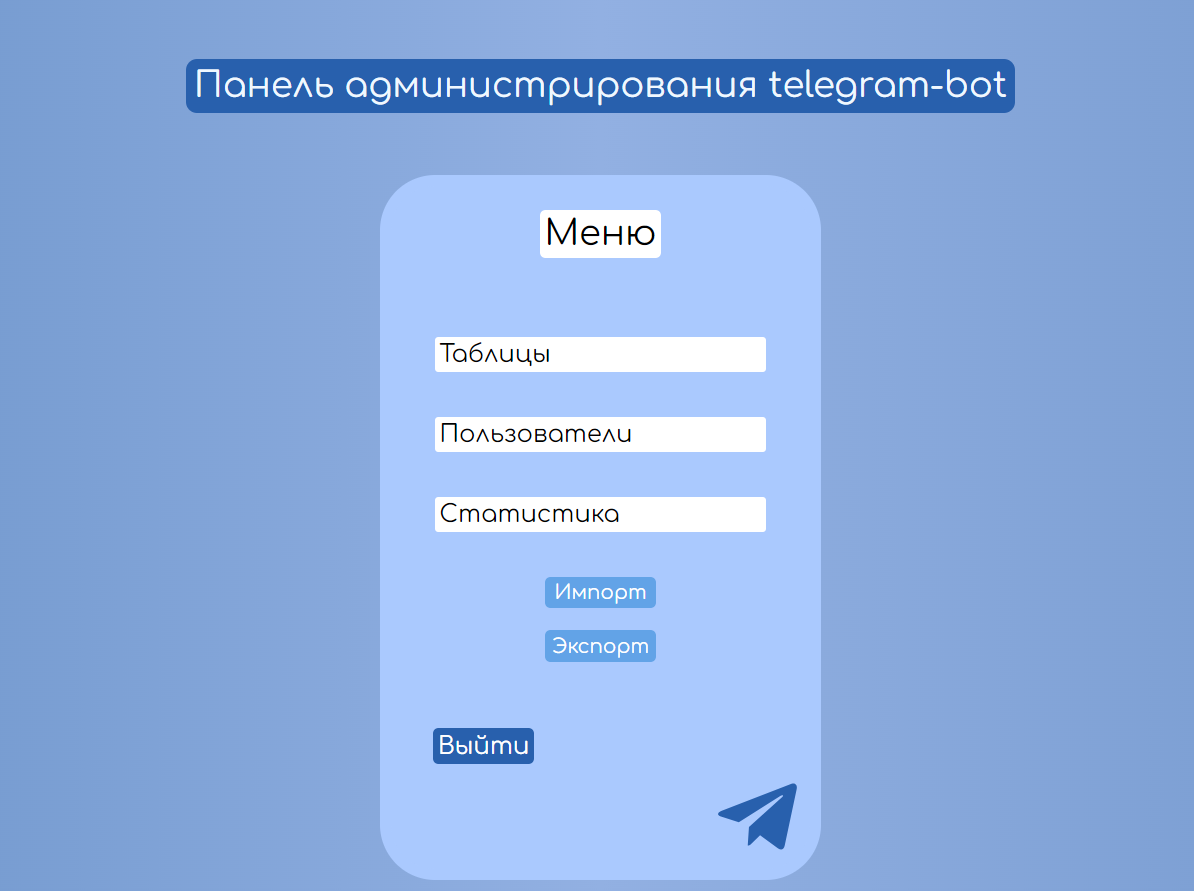 Панель администрирования telegram-bot
Меню
Таблицы
Пользователи
Статистика
Импорт
Экспорт
Выйти